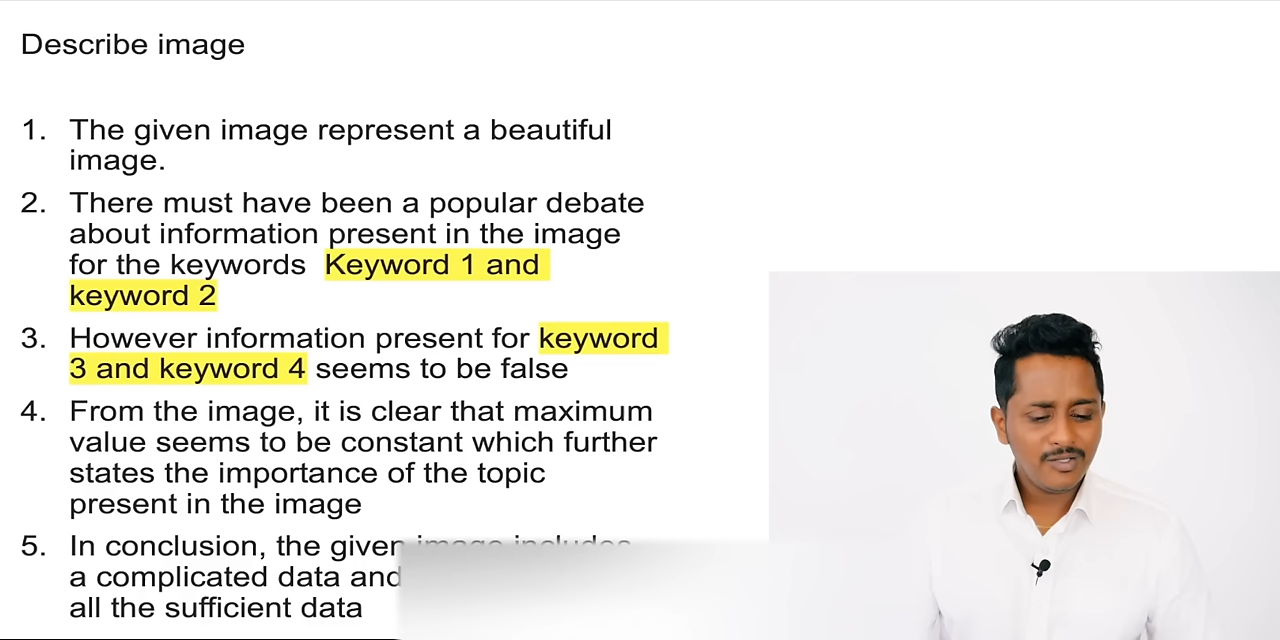 Describe image
1. The given image represent a beautiful
image.
2. There must have been a popular debate
about information present in the image
for the keywords Keyword 1 and
keyword 2
3. However information present for keyword
3 and keyword 4 seems to be false
4. From the image, it is clear that maximum
value seems to be constant which further
states the importance of the topic
present in the image
5. In conclusion, the given image includes
a complicated data and
all the sufficient data